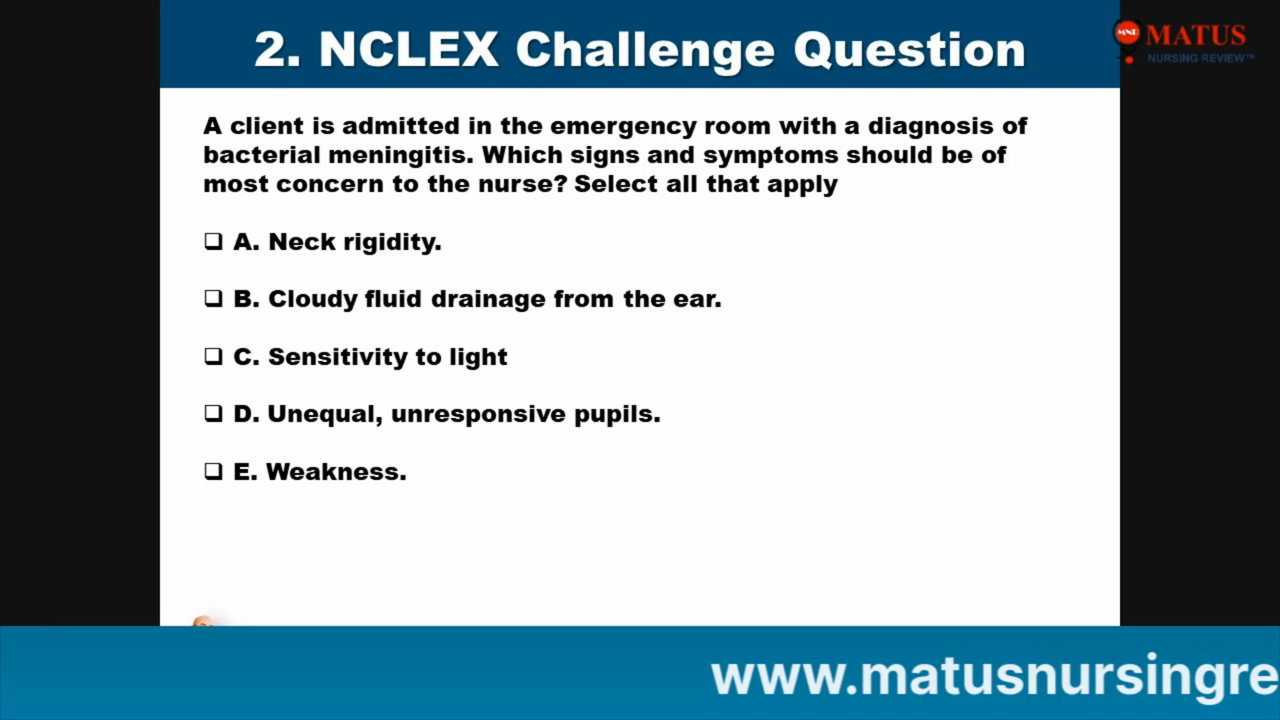 2. NCLEX Challenge Question
MNR MATUS
NURSING REVIEW™
A client is admitted in the emergency room with a diagnosis of
bacterial meningitis. Which signs and symptoms should be of
most concern to the nurse? Select all that apply
❑ A. Neck rigidity.
❑ B. Cloudy fluid drainage from the ear.
❑ C. Sensitivity to light
❑ D. Unequal, unresponsive pupils.
❑ E. Weakness.
www.matusnursingre